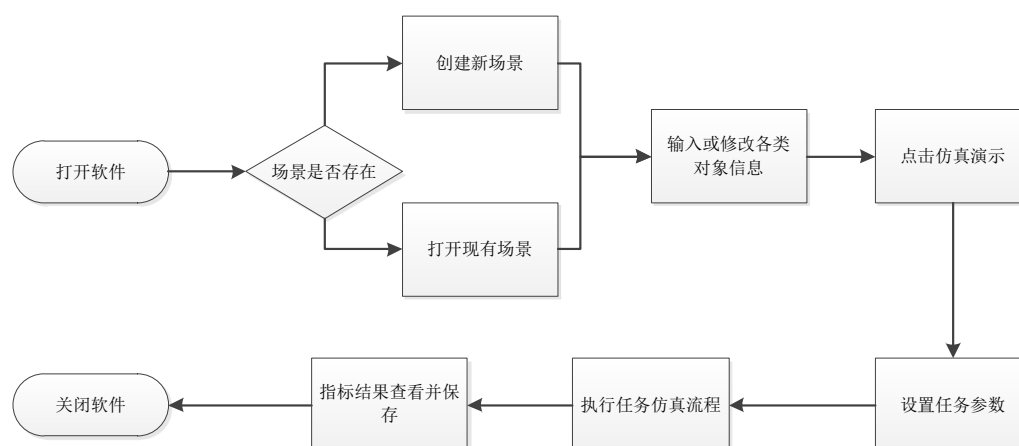 打开软件
场景是否存在
创建新场景
打开现有场景
输入或修改各类
对象信息
点击仿真演示
设置任务参数
执行任务仿真流程
指标结果查看并保
存
关闭软件